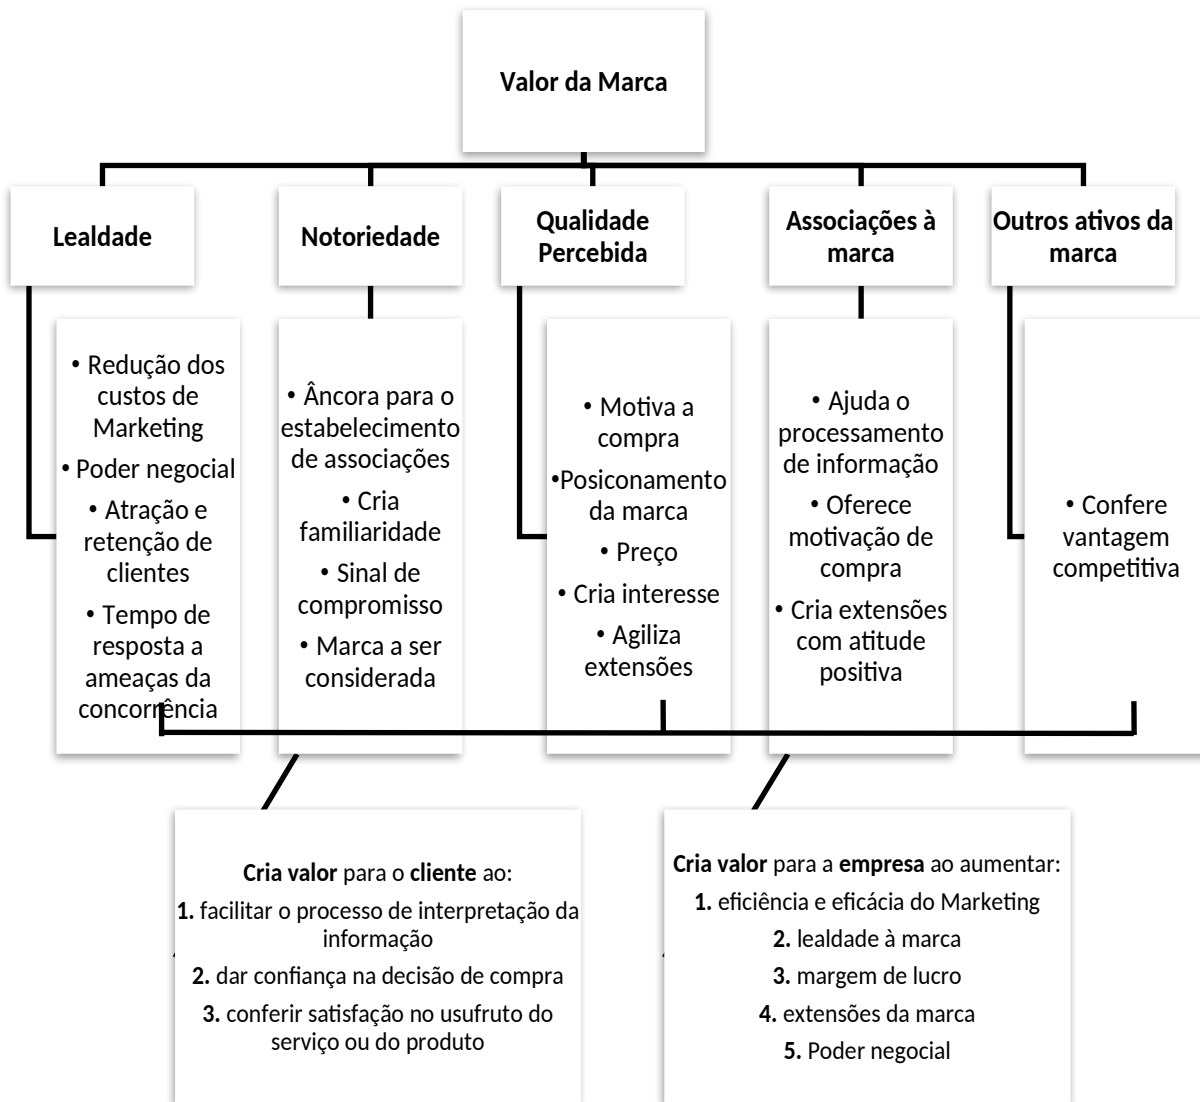 Valor da Marca
Lealdade
Notoriedade
Qualidade
Percebida
Associações à
marca
Outros ativos da
marca
• Redução dos
custos de
Marketing
• Poder negocial
• Atração e
retenção de
clientes
• Tempo de
resposta a
ameaças da
concorrência
• Âncora para o
estabelecimento
de associações
• Cria
familiaridade
• Sinal de
compromisso
• Marca a ser
considerada
• Motiva a
compra
•Posiconamento
da marca
• Preço
• Cria interesse
• Agiliza
extensões
• Ajuda o
processamento
de informação
• Oferece
motivação de
compra
• Cria extensões
com atitude
positiva
• Confere
vantagem
competitiva
Cria valor para o cliente ao:
1. facilitar o processo de interpretação da
informação
2. dar confiança na decisão de compra
3. conferir satisfação no usufruto do
serviço ou do produto
Cria valor para a empresa ao aumentar:
1. eficiência e eficácia do Marketing
2. lealdade à marca
3. margem de lucro
4. extensões da marca
5. Poder negocial